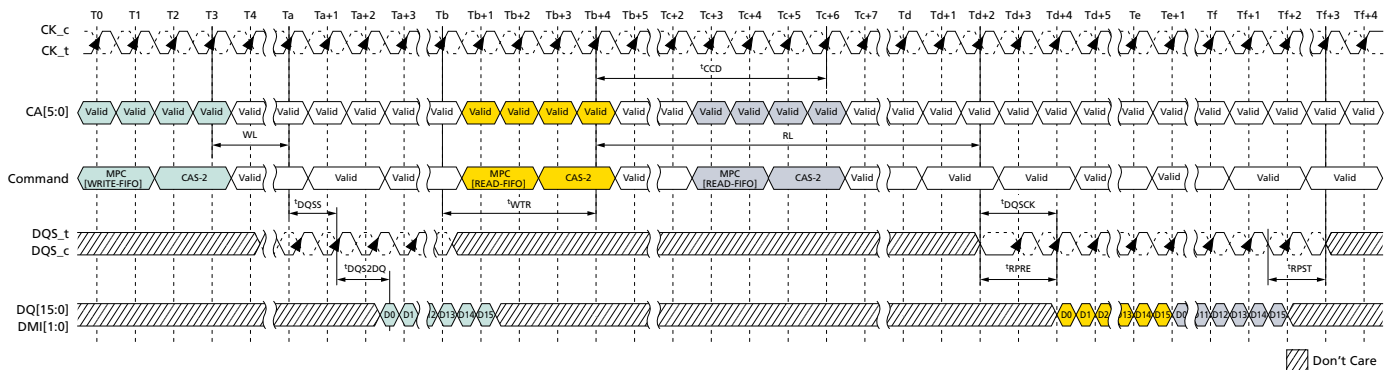 T0 T1 T2 T3 T4 Ta Ta+1 Ta+2 Ta+3 Tb Tb+1 Tb+2 Tb+3 Tb+4 Tb+5 Tc+2 Tc+3 Tc+4 Tc+5 Tc+6 Tc+7 Td Td+1 Td+2 Td+3 Td+4 Td+5 Te Te+1 Tf Tf+1 Tf+2 Tf+3 Tf+4
CK_c
CK_t
tCCD
CA[5:0] Valid Valid Valid Valid Valid Valid Valid Valid Valid Valid Valid Valid Valid Valid Valid Valid Valid Valid Valid Valid Valid Valid Valid Valid Valid Valid Valid Valid Valid Valid Valid Valid Valid Valid
WL RL
Command MPC [WRITE-FIFO] CAS-2 Valid Valid Valid MPC [READ-FIFO] CAS-2 Valid Valid MPC [READ-FIFO] CAS-2 Valid Valid Valid Valid Valid Valid Valid
tDQSS tWTR tDQSCK
DQS_t
DQS_c
tDQS2DQ tRPRE tRPST
DQ[15:0] D0 D1 D13 D14 D15 D0 D1 D2 D13 D14 D15 D0 D11 D12 D13 D14 D15
DMI[1:0]
Don't Care